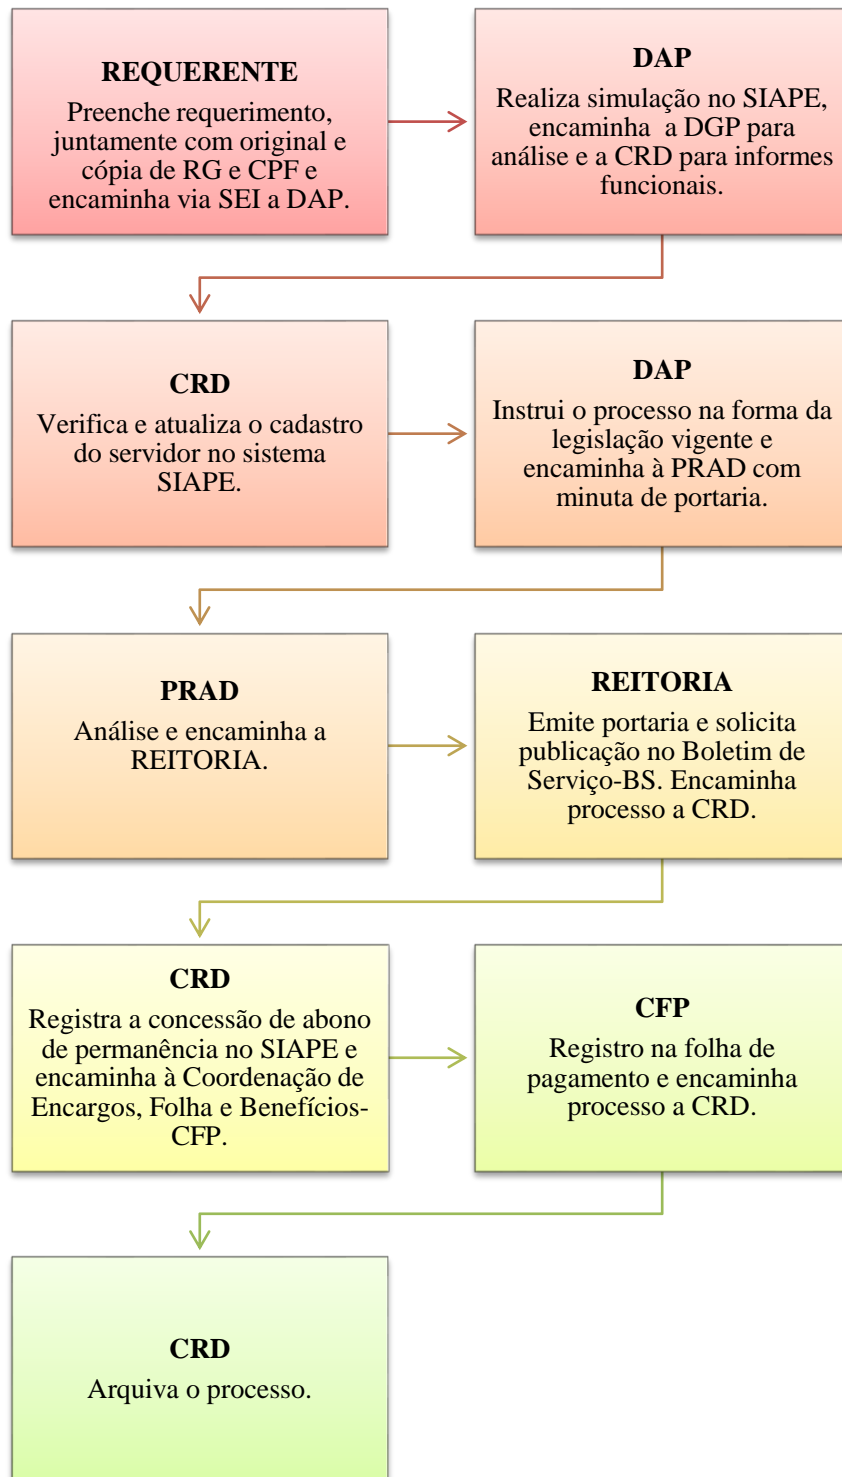 REQUERENTE
Preenche requerimento,
juntamente com original e
cópia de RG e CPF e
encaminha via SEI a DAP.
DAP
Realiza simulação no SIAPE,
encaminha a DGP para
análise e a CRD para informes
funcionais.
CRD
Verifica e atualiza o cadastro
do servidor no sistema
SIAPE.
DAP
Instrui o processo na forma da
legislação vigente e
encaminha à PRAD com
minuta de portaria.
PRAD
Análise e encaminha a
REITORIA.
REITORIA
Emite portaria e solicita
publicação no Boletim de
Serviço-BS. Encaminha
processo a CRD.
CRD
Registra a concessão de abono
de permanência no SIAPE e
encaminha à Coordenação de
Encargos, Folha e Benefícios-
CFP.
CFP
Registro na folha de
pagamento e encaminha
processo a CRD.
CRD
Arquiva o processo.